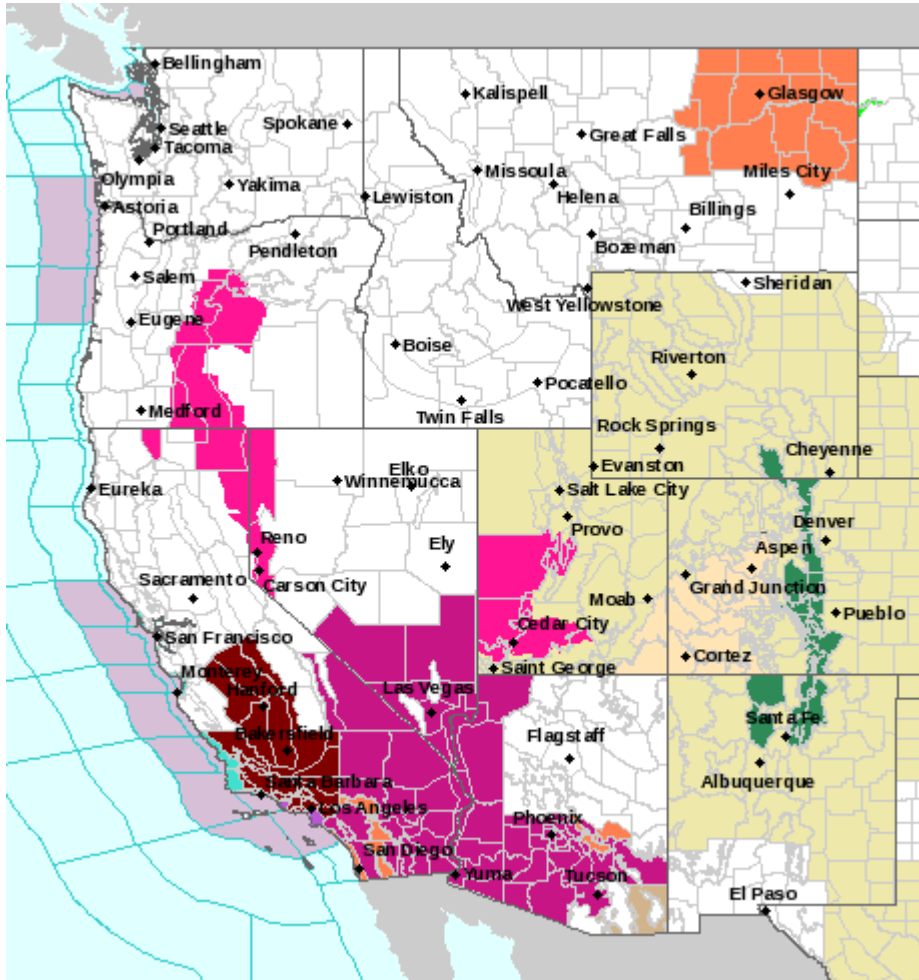 Bellingham
Kalispell
Glasgow
Seattle
Spokane
Great Falls
Tacoma
Olympia
Yakima
Missoula
Helena
Miles City
Lewiston
Astoria
Billings
Portland
Pendleton
Bozeman
Salem
West Yellowstone
Sheridan
Eugene
Boise
Riverton
Pocatello
Medford
Twin Falls
Rock Springs
Cheyenne
Evanston
Elko
Winnemucca
Eureka
Salt Lake City
Provo
Denver
Reno
Ely
Aspen
Carson City
Grand Junction
Sacramento
Moab
Pueblo
San Francisco
Cedar City
Cortez
Saint George
Monterey
Hanford
Las Vegas
Santa Fe
Bakersfield
Flagstaff
Albuquerque
Santa Barbara
Los Angeles
Phoenix
San Diego
Yuma
Tucson
El Paso